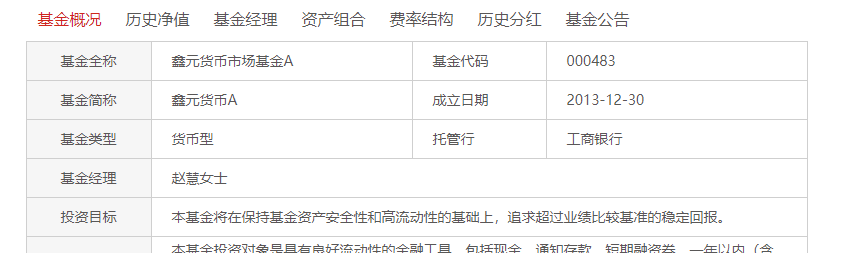 基金概况 历史净值 基金经理 资产组合 费率结构 历史分红 基金公告
基金全称 鑫元货币市场基金A 基金代码 000483
基金简称 鑫元货币A 成立日期 2013-12-30
基金类型 货币型 托管行 工商银行
基金经理 赵慧女士
投资目标 本基金将在保持基金资产安全性和高流动性的基础上，追求超过业绩比较基准的稳定回报。
本基金投资对象是具有良好流动性的金融工具，包括现金、通知存款、短期融资券、一年以内（含